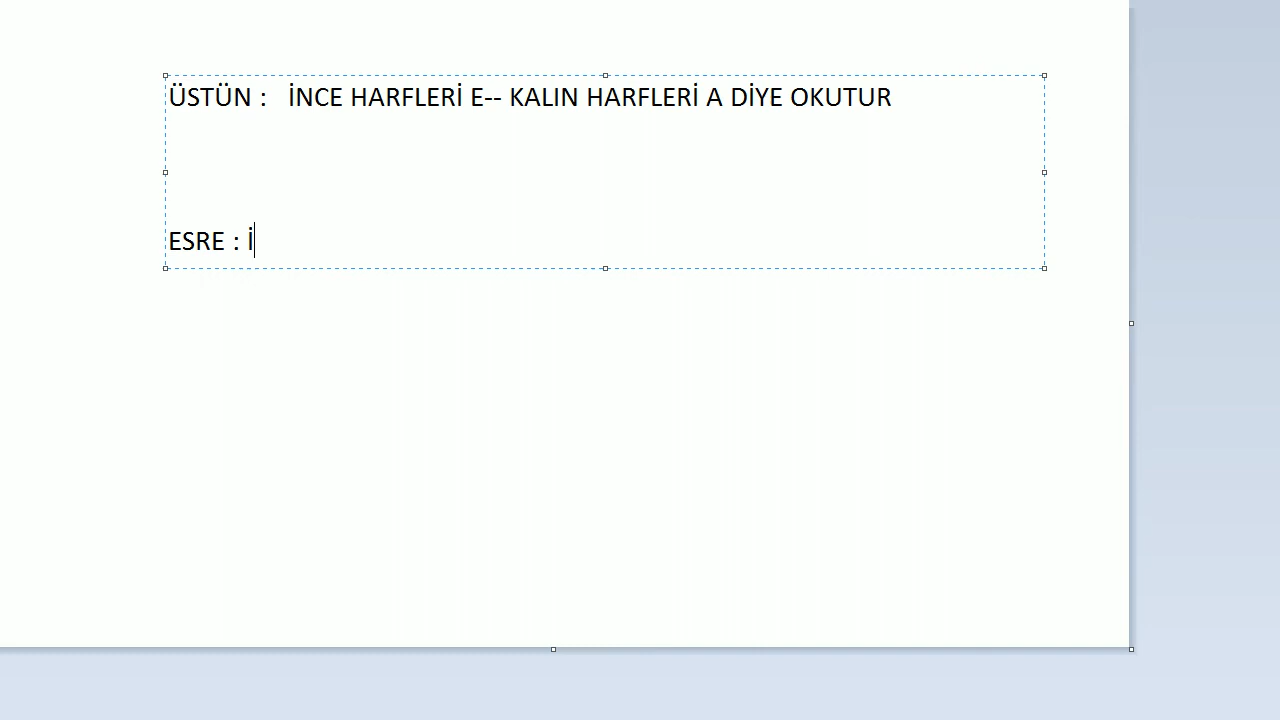 ÜSTÜN : İNCE HARFLERİ E-- KALIN HARFLERİ A DİYE OKUTUR
ESRE : İ